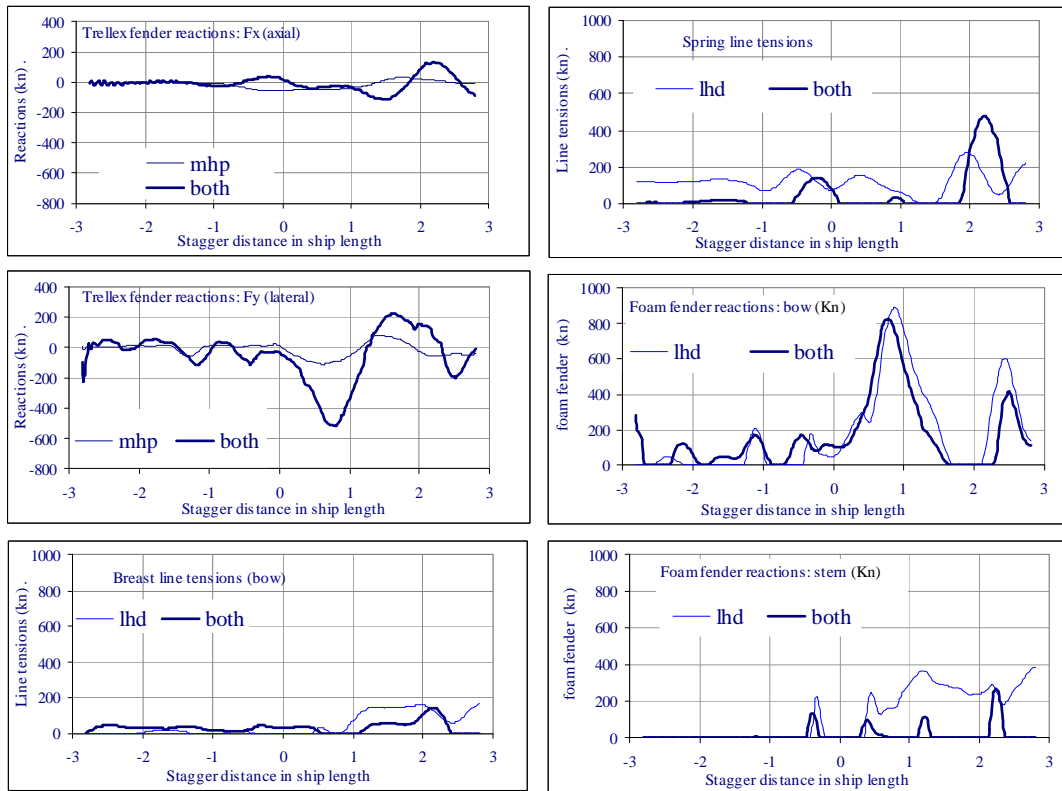 Trellex fender reactions: Fx (axial)
Reactions (kn) .
400
200
0
-200
-400
-600
-800
mhp
both
-3 -2 -1 0 1 2 3
Stagger distance in ship length
Spring line tensions
Line tensions (kn) .
1000
800
600
400
200
0
lhd both
-3 -2 -1 0 1 2 3
Stagger distance in ship length
Trellex fender reactions: Fy (lateral)
Reactions (kn) .
400
200
0
-200
-400
-600
-800
mhp both
-3 -2 -1 0 1 2 3
Stagger distance in ship length
Foam fender reactions: bow (Kn)
foam fender (kn)
1000
800
600
400
200
0
lhd both
-3 -2 -1 0 1 2 3
Stagger distance in ship length
Breast line tensions (bow)
Line tensions (kn) .
1000
800
600
400
200
0
lhd both
-3 -2 -1 0 1 2 3
Stagger distance in ship length
Foam fender reactions: stern (Kn)
foam fender (kn)
1000
800
600
400
200
0
lhd both
-3 -2 -1 0 1 2 3
Stagger distance in ship length